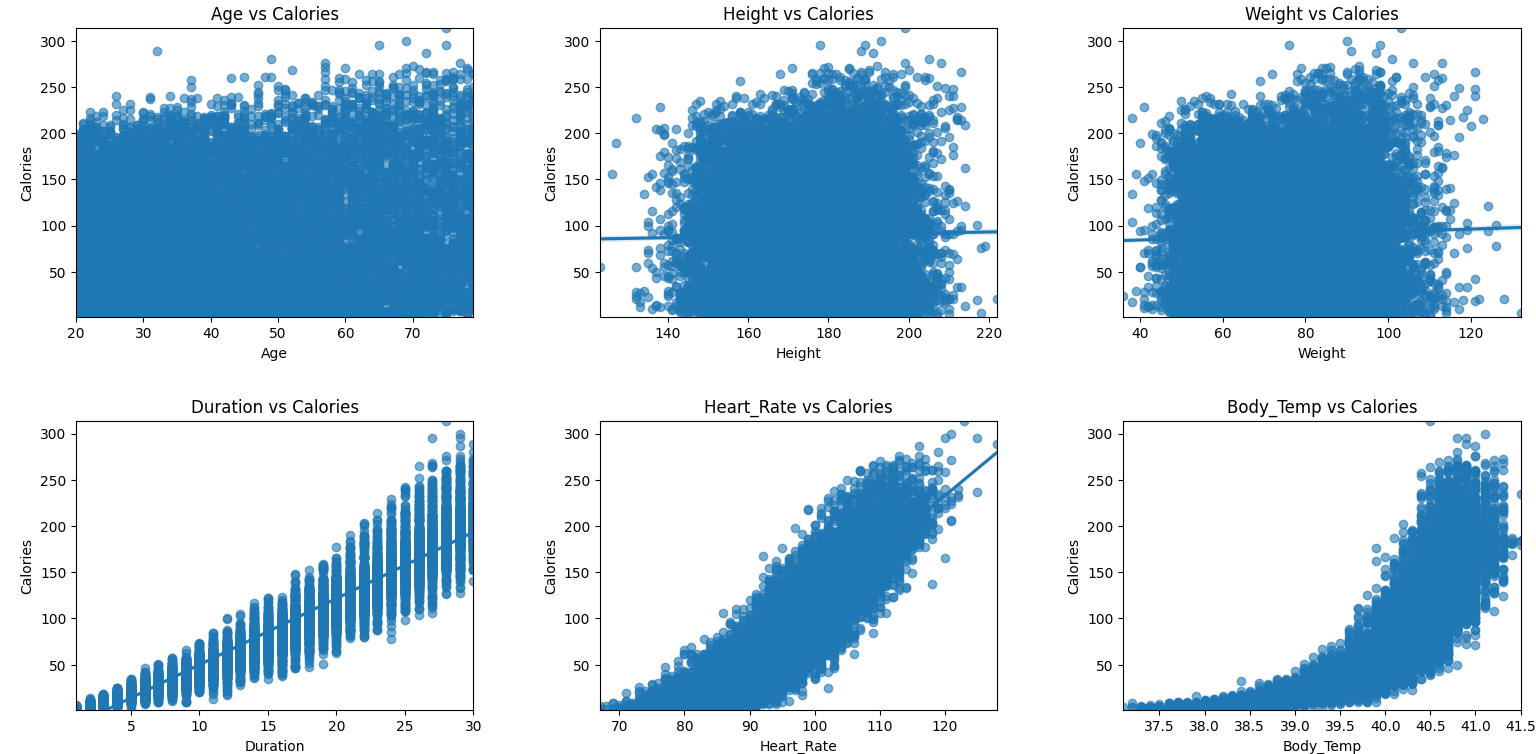 Age vs Calories
Height vs Calories
Weight vs Calories
300
250
200
150
100
50
Calories
20 30 40 50 60 70
Age
300
250
200
150
100
50
Calories
140 160 180 200 220
Height
300
250
200
150
100
50
Calories
40 60 80 100 120
Weight
Duration vs Calories
Heart_Rate vs Calories
Body_Temp vs Calories
300
250
200
150
100
50
Calories
5 10 15 20 25 30
Duration
300
250
200
150
100
50
Calories
70 80 90 100 110 120
Heart_Rate
300
250
200
150
100
50
Calories
37.5 38.0 38.5 39.0 39.5 40.0 40.5 41.0 41.5
Body_Temp